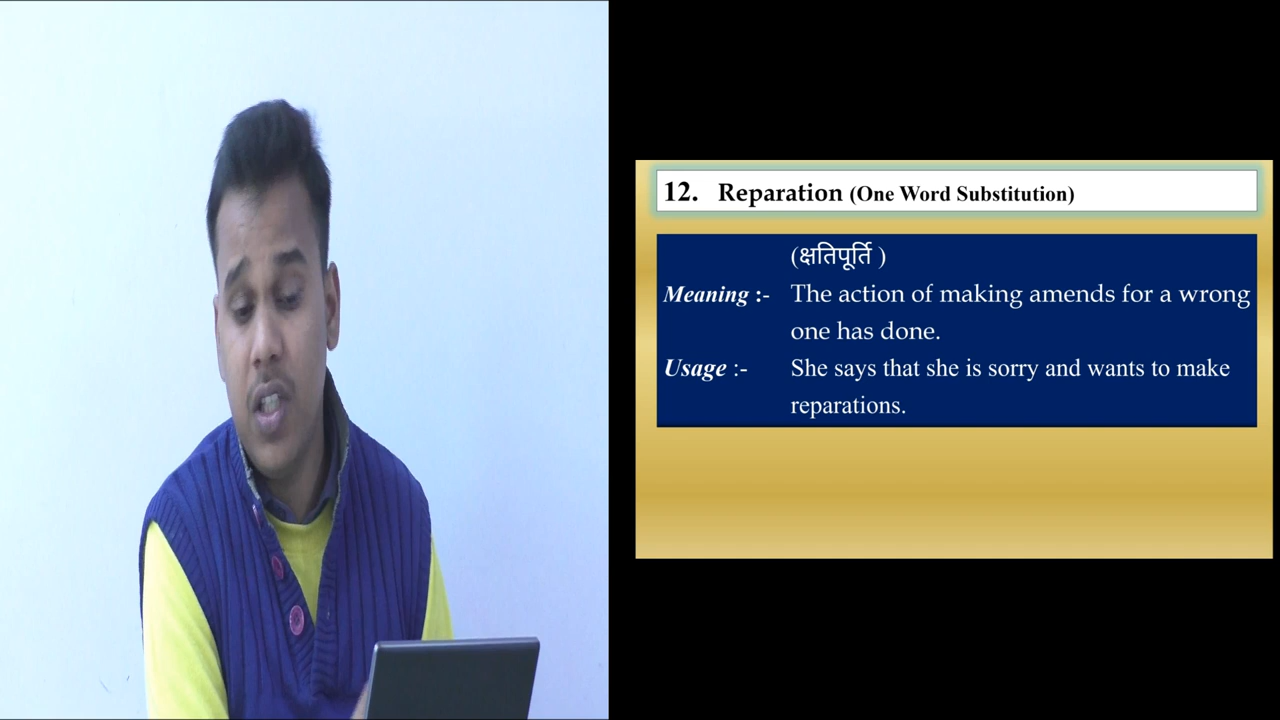 12. Reparation (One Word Substitution)
(क्षतिपूर्ति )
Meaning :- The action of making amends for a wrong
one has done.
Usage :- She says that she is sorry and wants to make
reparations.